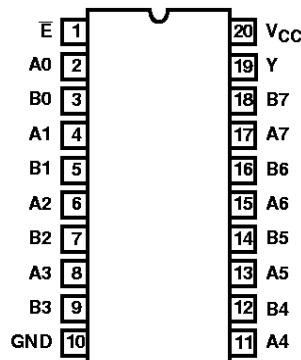 E̅ 1 20 VCC
A0 2 19 Y
B0 3 18 B7
A1 4 17 A7
B1 5 16 B6
A2 6 15 A6
B2 7 14 B5
A3 8 13 A5
B3 9 12 B4
GND 10 11 A4